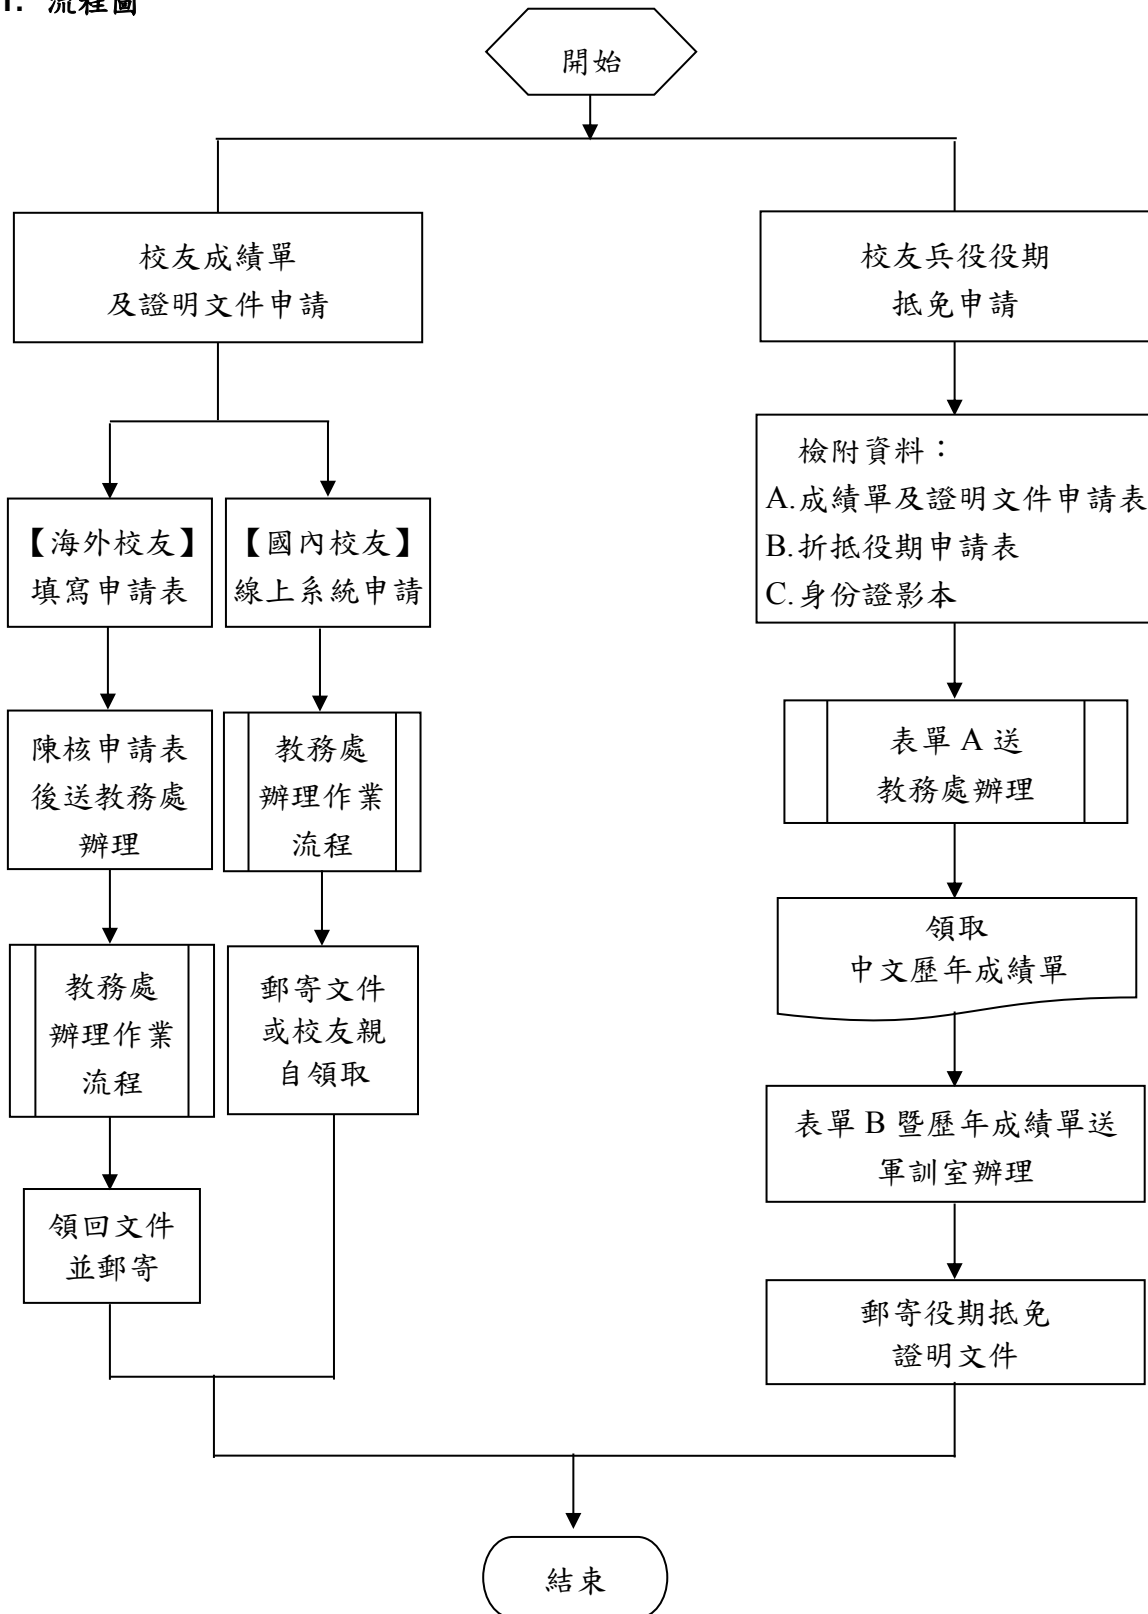 1. 流程圖
開始
校友成績單
及證明文件申請
【海外校友】
填寫申請表
【國內校友】
線上系統申請
陳核申請表
後送教務處
辦理
教務處
辦理作業
流程
教務處
辦理作業
流程
郵寄文件
或校友親
自領取
領回文件
並郵寄
校友兵役役期
抵免申請
檢附資料：
A.成績單及證明文件申請表
B.折抵役期申請表
C.身份證影本
表單 A 送
教務處辦理
領取
中文歷年成績單
表單 B 暨歷年成績單送
軍訓室辦理
郵寄役期抵免
證明文件
結束